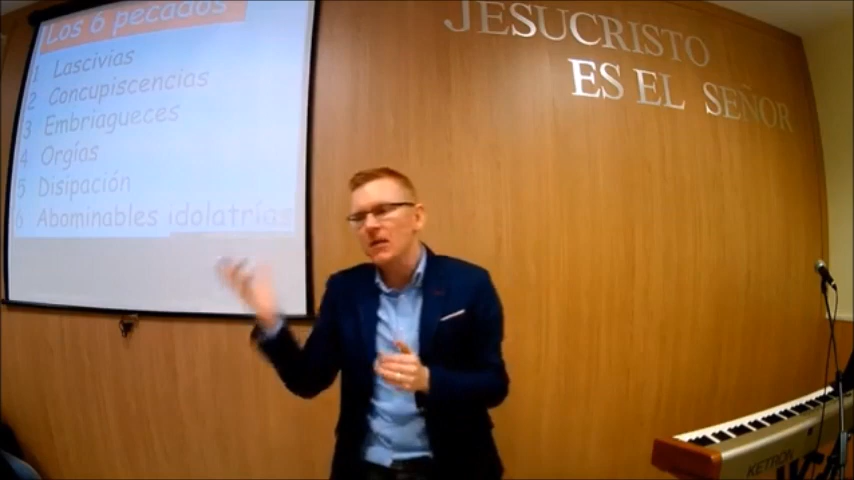 Los 6 pecados
1 Lascivias
2 Concupiscencias
3 Embriagueces
4 Orgías
5 Disipación
6 Abominables idolatrías
JESUCRISTO
ES EL SEÑOR
KETRON